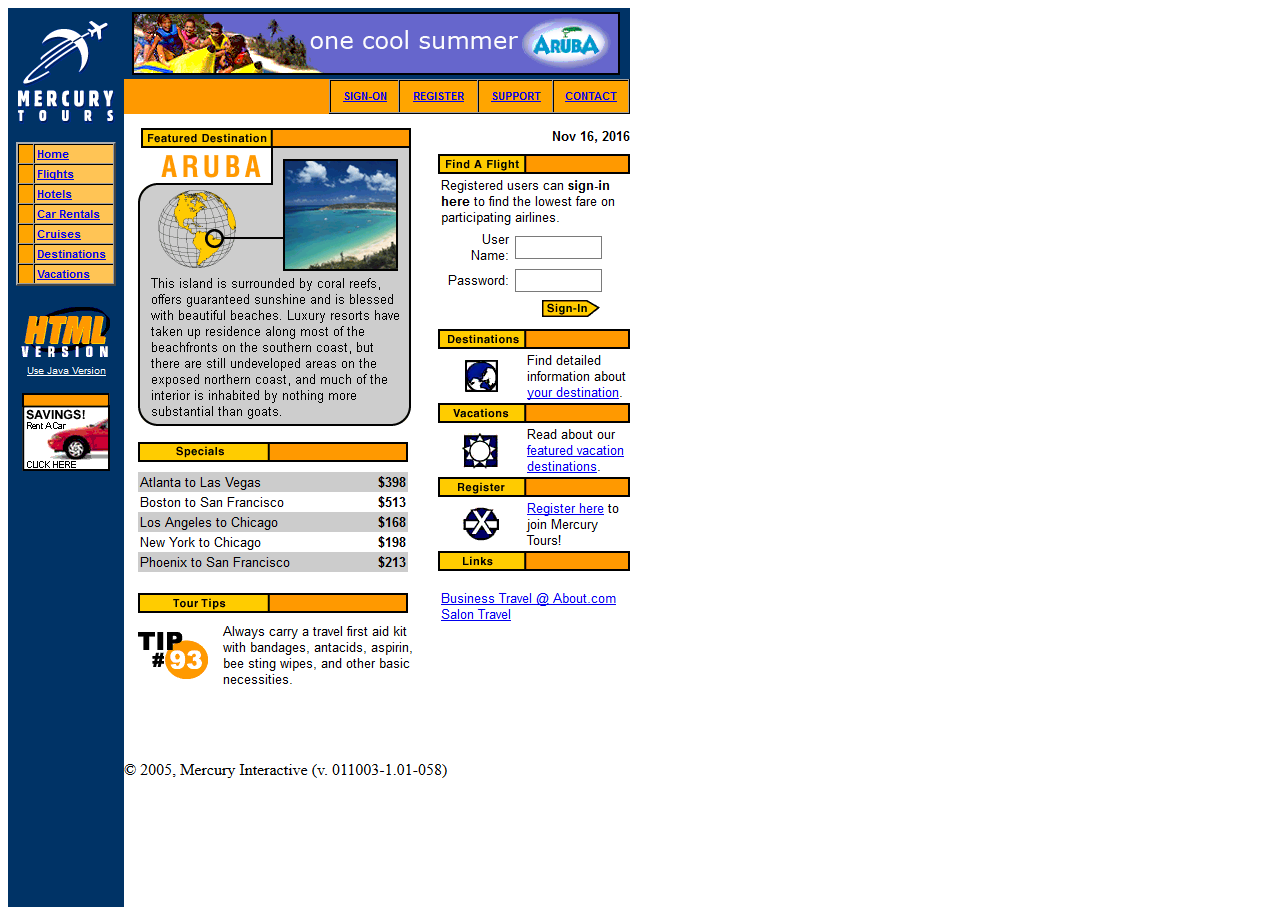 one cool summer
ARUBA
MERCURY
TOURS
SIGN-ON
REGISTER
SUPPORT
CONTACT
Home
Flights
Hotels
Car Rentals
Cruises
Destinations
Vacations
HTML
VERSION
Use Java Version
SAVINGS!
Rent A Car
CLICK HERE
Featured Destination
ARUBA
This island is surrounded by coral reefs,
offers guaranteed sunshine and is blessed
with beautiful beaches. Luxury resorts have
taken up residence along most of the
beachfronts on the southern coast, but
there are still undeveloped areas on the
exposed northern coast, and much of the
interior is inhabited by nothing more
substantial than goats.
Specials
Atlanta to Las Vegas $398
Boston to San Francisco $513
Los Angeles to Chicago $168
New York to Chicago $198
Phoenix to San Francisco $213
Tour Tips
TIP
#93
Always carry a travel first aid kit
with bandages, antacids, aspirin,
bee sting wipes, and other basic
necessities.
Nov 16, 2016
Find A Flight
Registered users can sign-in
here to find the lowest fare on
participating airlines.
User
Name:
Password:
Sign-In
Destinations
Find detailed
information about
your destination.
Vacations
Read about our
featured vacation
destinations.
Register
Register here to
join Mercury
Tours!
Links
Business Travel @ About.com
Salon Travel
© 2005, Mercury Interactive (v. 011003-1.01-058)